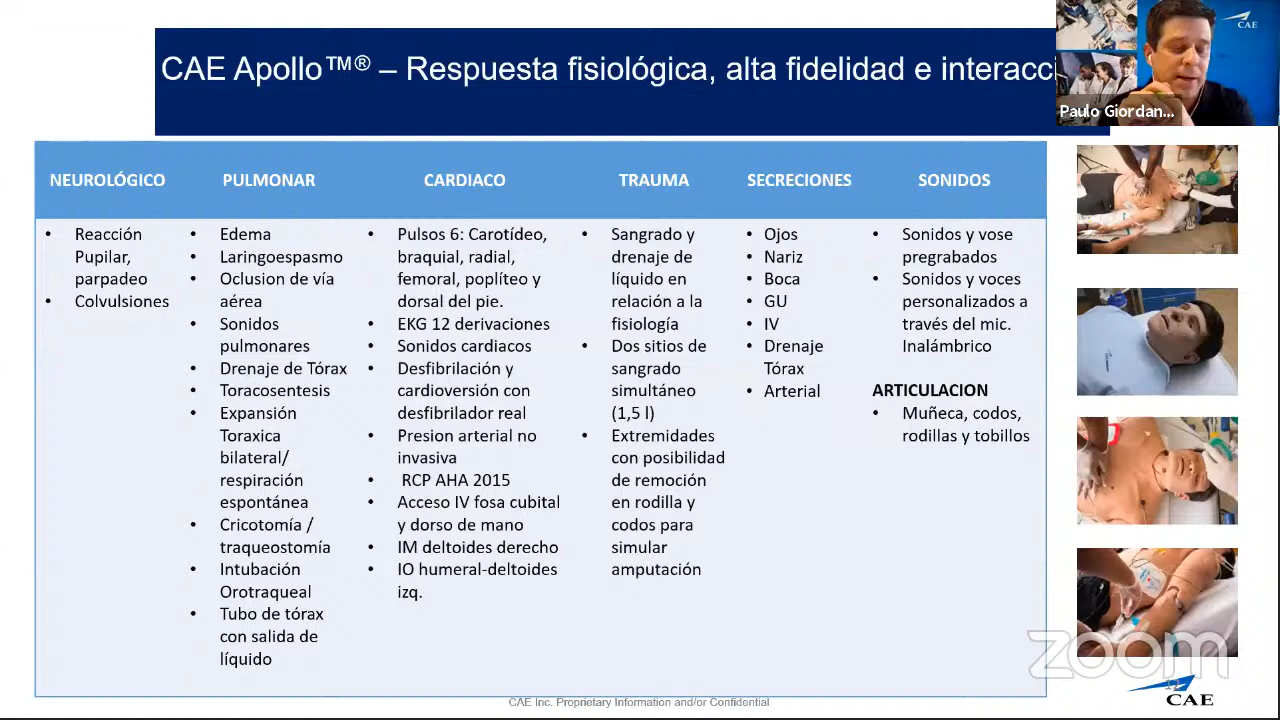 CAE Apollo™® – Respuesta fisiológica, alta fidelidad e interacci
CAE
Paulo Giordan...
NEUROLÓGICO
Reacción
Pupilar,
parpadeo
Colvulsiones
PULMONAR
Edema
Laringoespasmo
Oclusion de vía
aérea
Sonidos
pulmonares
Drenaje de Tórax
Toracosentesis
Expansión
Toraxica
bilateral/
respiración
espontánea
Cricotomía /
traqueostomía
Intubación
Orotraqueal
Tubo de tórax
con salida de
líquido
CARDIACO
Pulsos 6: Carotídeo,
braquial, radial,
femoral, poplíteo y
dorsal del pie.
EKG 12 derivaciones
Sonidos cardiacos
Desfibrilación y
cardioversión con
desfibrilador real
Presion arterial no
invasiva
RCP AHA 2015
Acceso IV fosa cubital
y dorso de mano
IM deltoides derecho
IO humeral-deltoides
izq.
TRAUMA
Sangrado y
drenaje de
líquido en
relación a la
fisiología
Dos sitios de
sangrado
simultáneo
(1,5 l)
Extremidades
con posibilidad
de remoción
en rodilla y
codos para
simular
amputación
SECRECIONES
Ojos
Nariz
Boca
GU
IV
Drenaje
Tórax
Arterial
SONIDOS
Sonidos y vose
pregrabados
Sonidos y voces
personalizados a
través del mic.
Inalámbrico
ARTICULACION
Muñeca, codos,
rodillas y tobillos
zoom
12
CAE
CAE Inc. Proprietary Information and/or Confidential